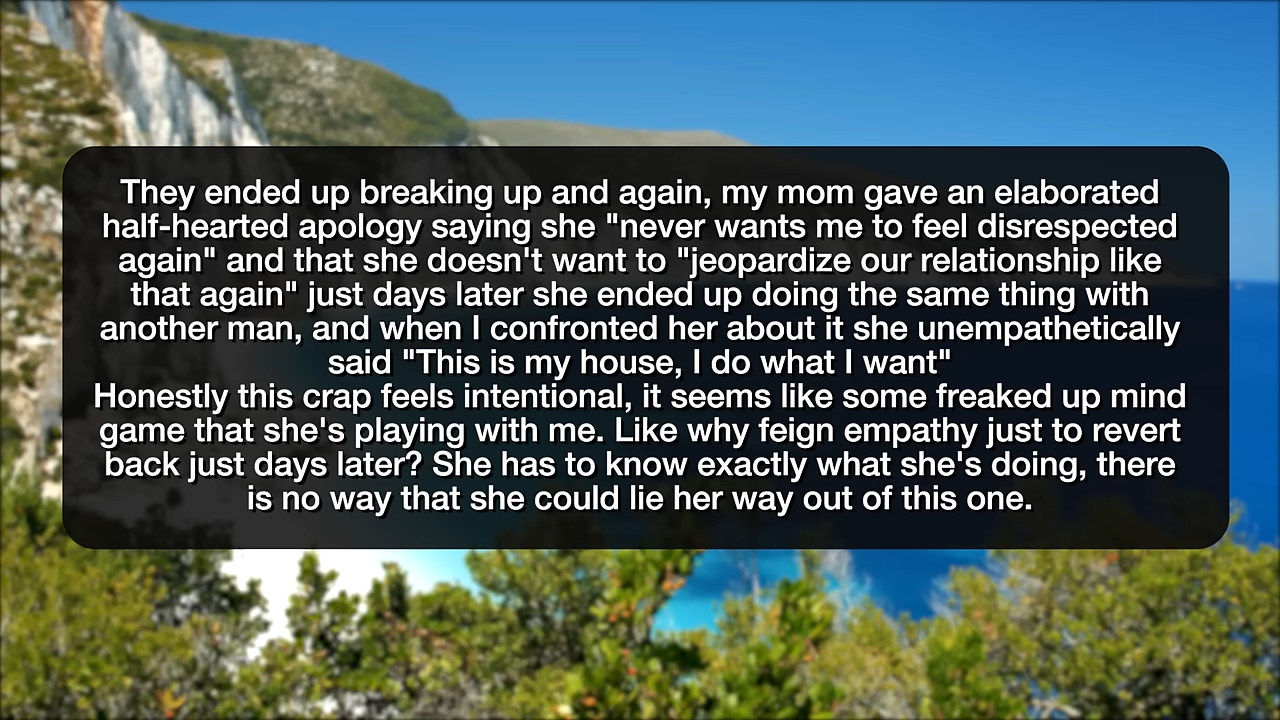 They ended up breaking up and again, my mom gave an elaborated
half-hearted apology saying she "never wants me to feel disrespected
again" and that she doesn't want to "jeopardize our relationship like
that again" just days later she ended up doing the same thing with
another man, and when I confronted her about it she unempathetically
said "This is my house, I do what I want"
Honestly this crap feels intentional, it seems like some freaked up mind
game that she's playing with me. Like why feign empathy just to revert
back just days later? She has to know exactly what she's doing, there
is no way that she could lie her way out of this one.